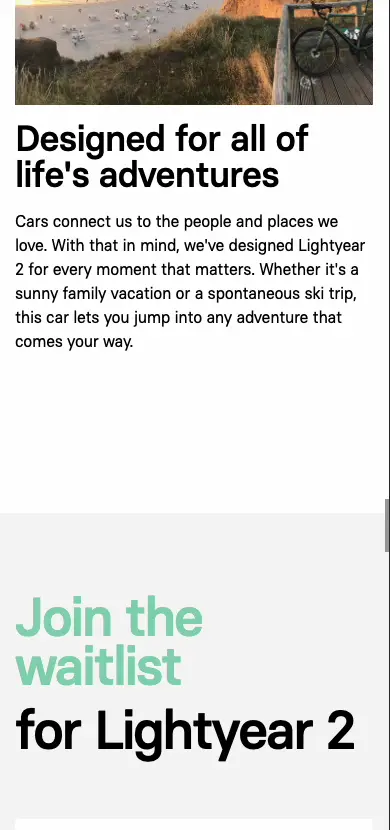 Designed for all of
life's adventures
Cars connect us to the people and places we
love. With that in mind, we've designed Lightyear
2 for every moment that matters. Whether it's a
sunny family vacation or a spontaneous ski trip,
this car lets you jump into any adventure that
comes your way.
Join the
waitlist
for Lightyear 2